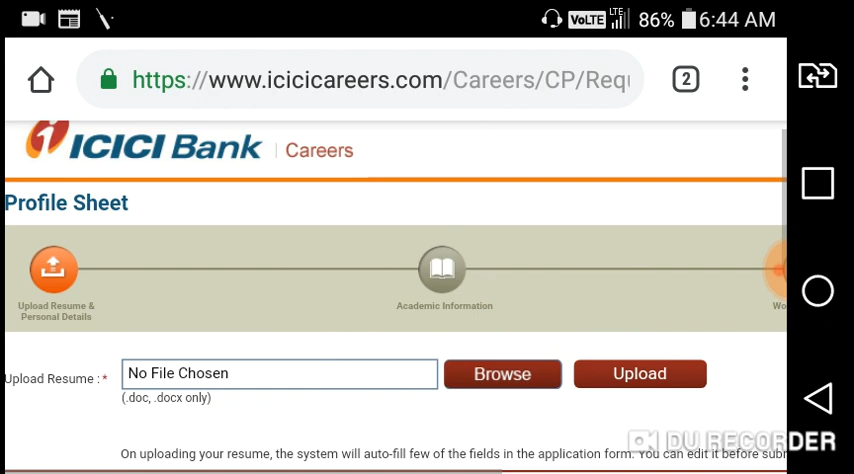 VoLTE LTE 86% 6:44 AM
https://www.icicicareers.com/Careers/CP/Requ
2
ICICI Bank | Careers
Profile Sheet
Upload Resume &
Personal Details
Academic Information
Wo
Upload Resume : * No File Chosen Browse Upload
(.doc, .docx only)
DU RECORDER
On uploading your resume, the system will auto-fill few of the fields in the application form. You can edit it before subm